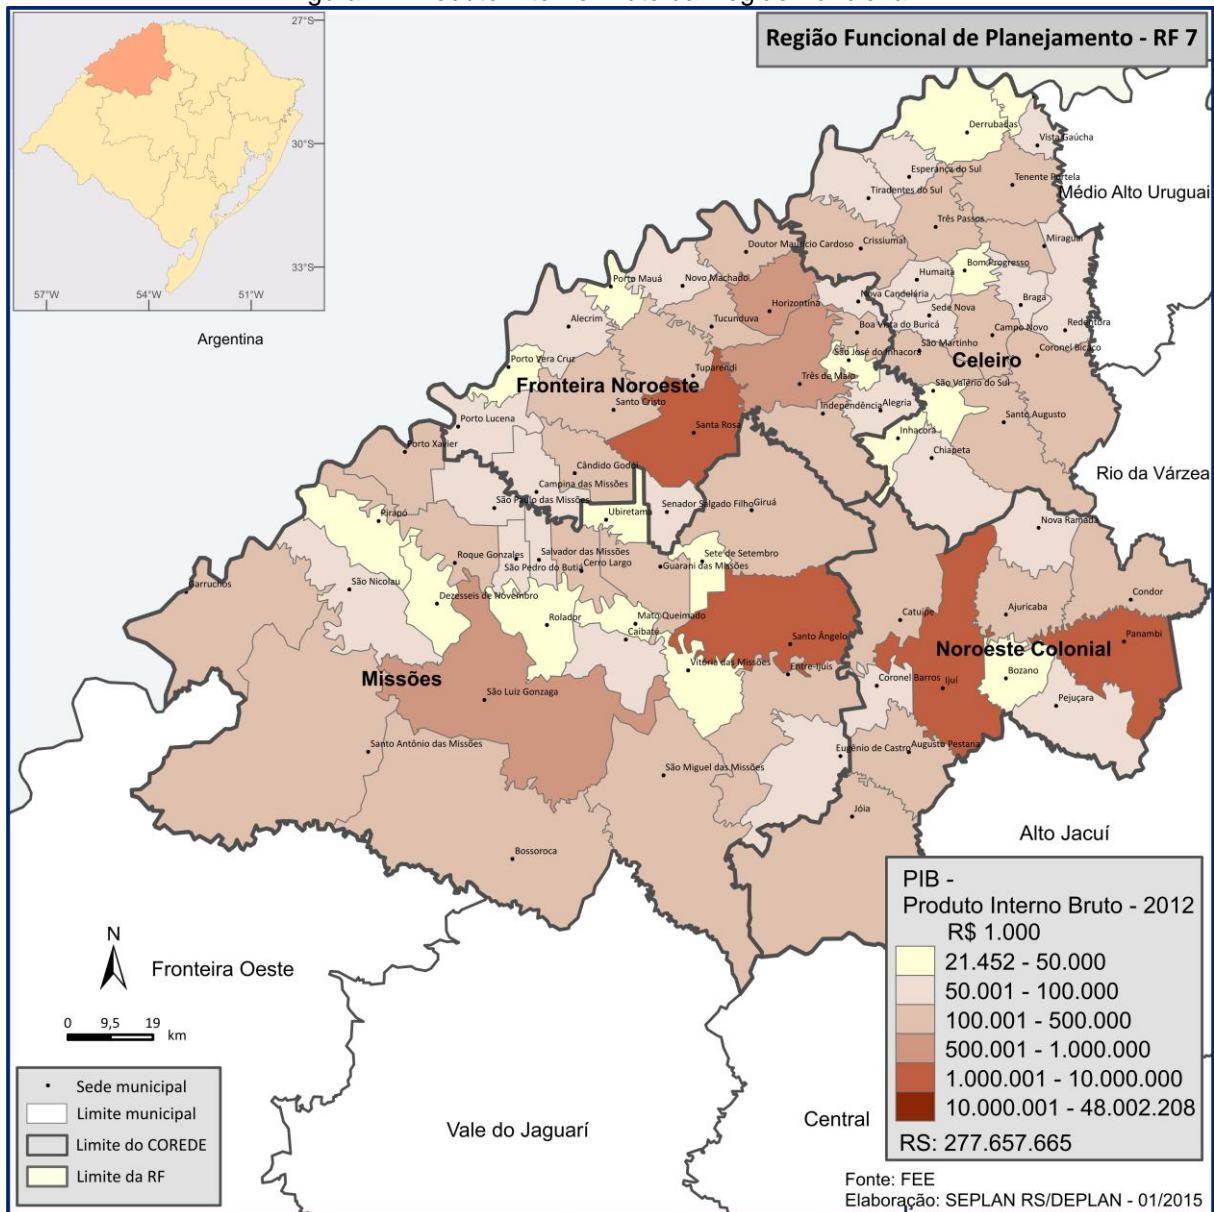 Região Funcional de Planejamento - RF 7
27°S
30°S
33°S
57°W
54°W
51°W
Argentina
Derrubadas
Vista Gaúcha
Esperança do Sul
Tenente Portela
Tiradentes do Sul
Médio Alto Uruguai
Três Passos
Doutor Maurício Cardoso
Crissiumal
Miraguaí
Bom Progresso
Humaitá
Porto Mauá
Novo Machado
Nova Candelária
Braga
Horizontina
Sede Nova
Alecrim
Tucunduva
Boa Vista do Buricá
Campo Novo
Redentora
São Martinho
Coronel Bicaco
São José do Inhacorá
Celeiro
Porto Vera Cruz
Fronteira Noroeste
Tuparendi
Três de Maio
São Valério do Sul
Santo Cristo
Independência
Alegria
Santo Augusto
Porto Lucena
Santa Rosa
Inhacorá
Porto Xavier
Chiapeta
Rio da Várzea
Cândido Godói
Campina das Missões
São Paulo das Missões
Senador Salgado Filho
Giruá
Ubiretama
Pirapó
Nova Ramada
Roque Gonzales
Salvador das Missões
São Pedro do Butiá
Cerro Largo
Guarani das Missões
Sete de Setembro
Garruchos
São Nicolau
Dezesseis de Novembro
Condor
Rolador
Mato Queimado
Catuípe
Ajuricaba
Caibaté
Santo Ângelo
Panambi
Noroeste Colonial
Missões
Vitória das Missões
Entre-Ijuís
Bozano
São Luiz Gonzaga
Coronel Barros
Ijuí
Pejuçara
Santo Antônio das Missões
Eugênio de Castro
Augusto Pestana
São Miguel das Missões
Jóia
Alto Jacuí
Bossoroca
PIB -
Produto Interno Bruto - 2012
R$ 1.000
21.452 - 50.000
50.001 - 100.000
100.001 - 500.000
500.001 - 1.000.000
1.000.001 - 10.000.000
10.000.001 - 48.002.208
RS: 277.657.665
N
Fronteira Oeste
0 9,5 19
km
Sede municipal
Limite municipal
Limite do COREDE
Limite da RF
Vale do Jaguarí
Central
Fonte: FEE
Elaboração: SEPLAN RS/DEPLAN - 01/2015